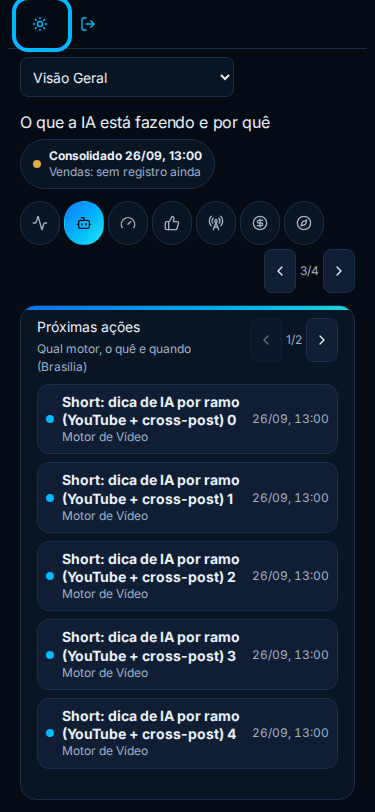 Visão Geral
O que a IA está fazendo e por quê
Consolidado 26/09, 13:00
Vendas: sem registro ainda
3/4
Próximas ações
Qual motor, o quê e quando
(Brasília)
1/2
Short: dica de IA por ramo
(YouTube + cross-post) 0
26/09, 13:00
Motor de Vídeo
Short: dica de IA por ramo
(YouTube + cross-post) 1
26/09, 13:00
Motor de Vídeo
Short: dica de IA por ramo
(YouTube + cross-post) 2
26/09, 13:00
Motor de Vídeo
Short: dica de IA por ramo
(YouTube + cross-post) 3
26/09, 13:00
Motor de Vídeo
Short: dica de IA por ramo
(YouTube + cross-post) 4
26/09, 13:00
Motor de Vídeo